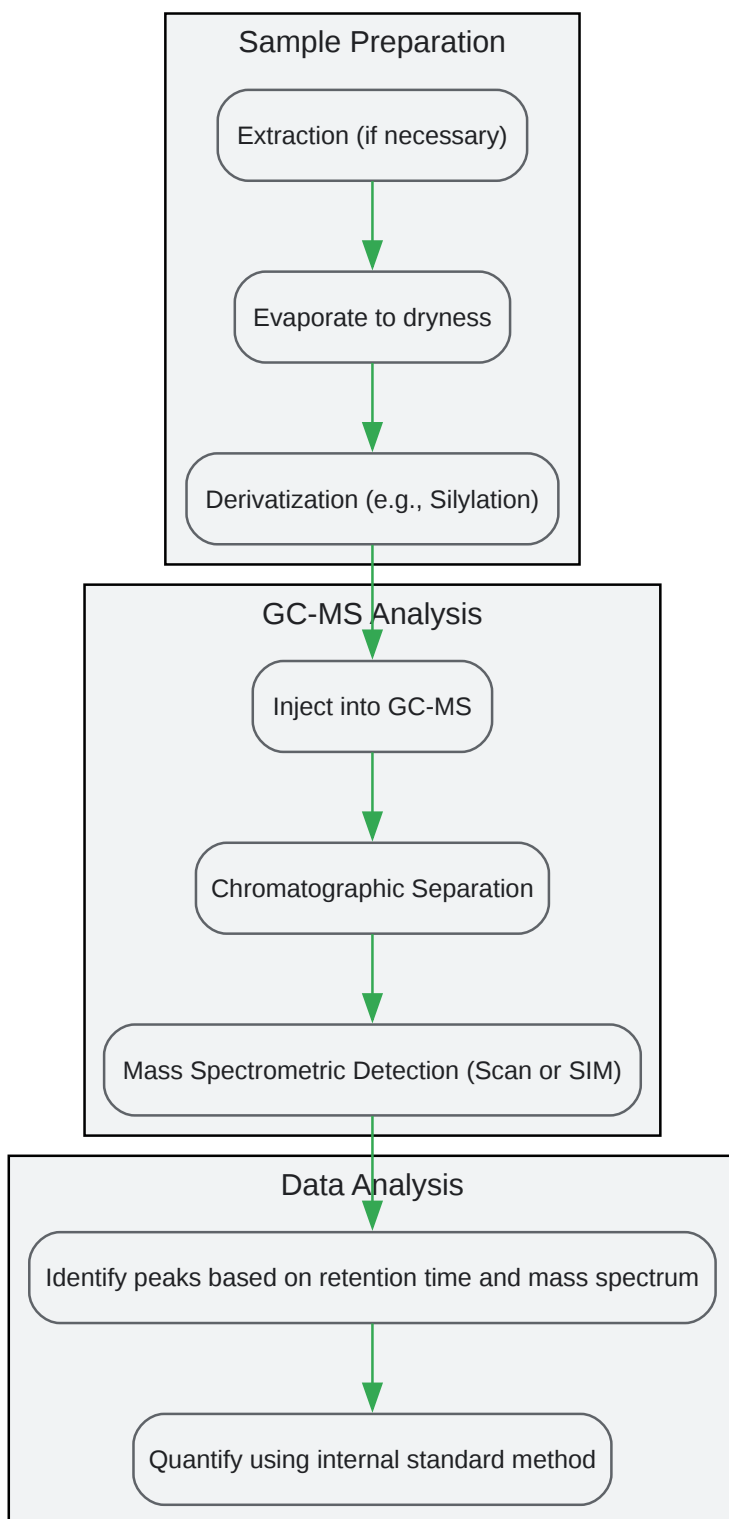 Sample Preparation
Extraction (if necessary)
Evaporate to dryness
Derivatization (e.g., Silylation)
GC-MS Analysis
Inject into GC-MS
Chromatographic Separation
Mass Spectrometric Detection (Scan or SIM)
Data Analysis
Identify peaks based on retention time and mass spectrum
Quantify using internal standard method